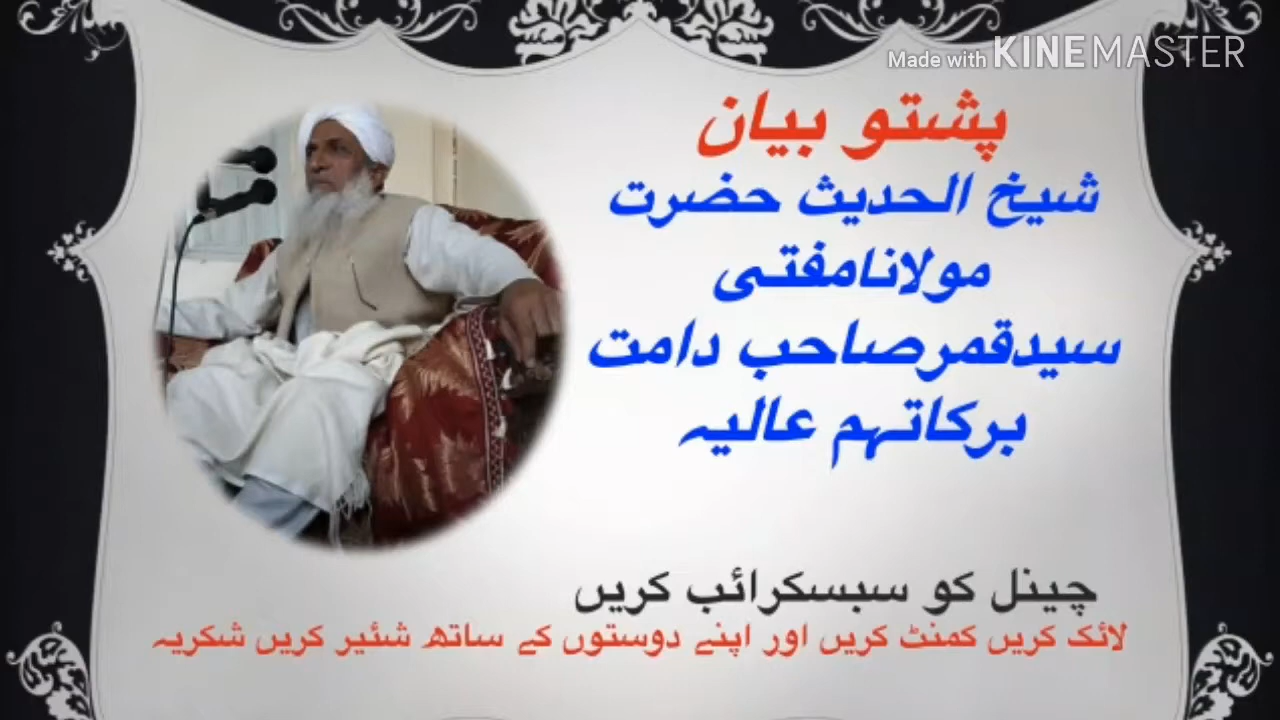 Made with KINEMASTER
پشتو بیان
شیخ الحدیث حضرت
مولانامفتی
سیدقمرصاحب دامت
برکاتہم عالیہ
چینل کو سبسکرائب کریں
لائک کریں کمنٹ کریں اور اپنے دوستوں کے ساتھ شئیر کریں شکریہ